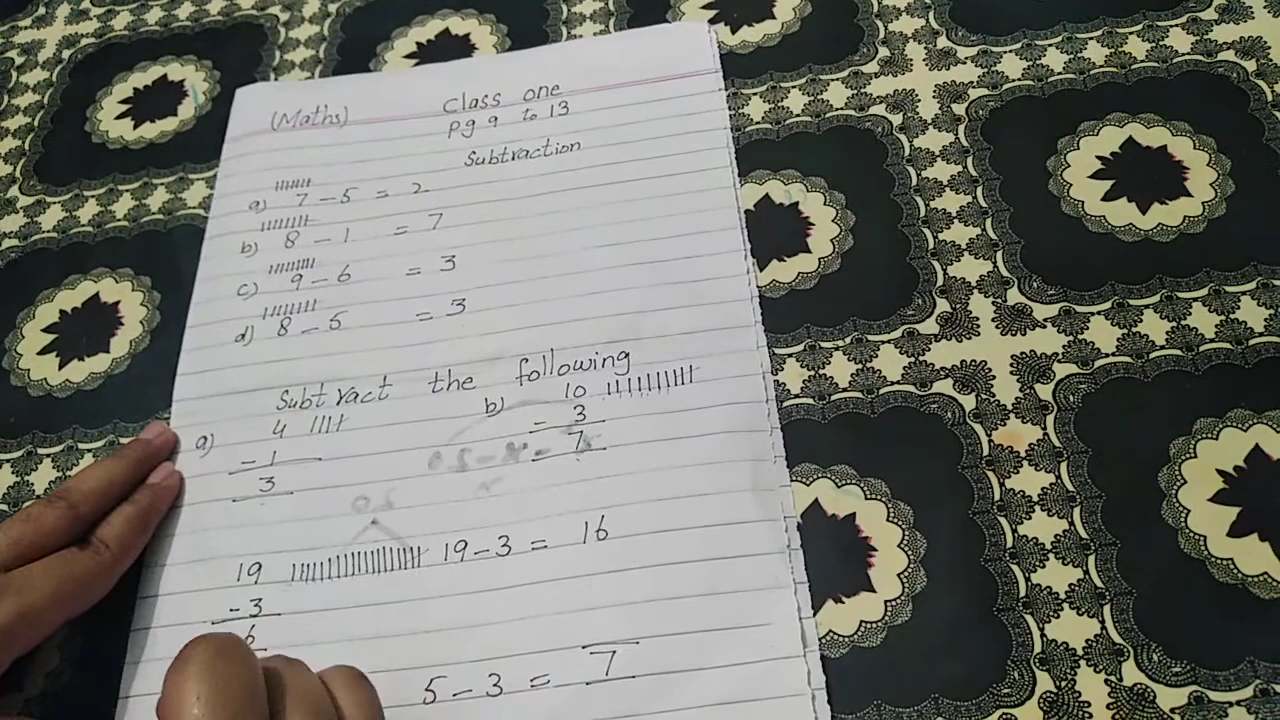 (Maths) Class one
pg 9 to 13
Subtraction
a) 7 - 5 = 2
b) 8 - 1 = 7
c) 9 - 6 = 3
d) 8 - 5 = 3
Subtract the following
a) 4 b) 10
- 1 - 3
3 7
19 19 - 3 = 16
- 3
6
5 - 3 = 7